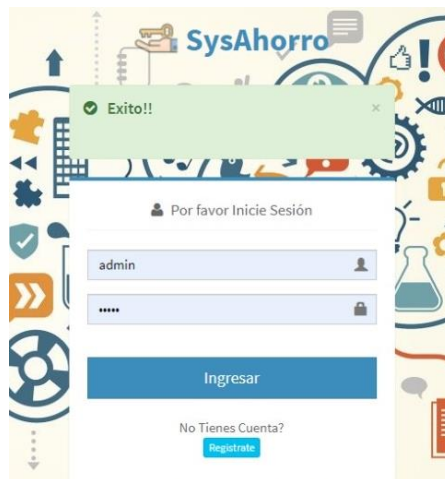 SysAhorro
Exito!!
×
Por favor Inicie Sesión
admin
•••••
Ingresar
No Tienes Cuenta?
Registrate